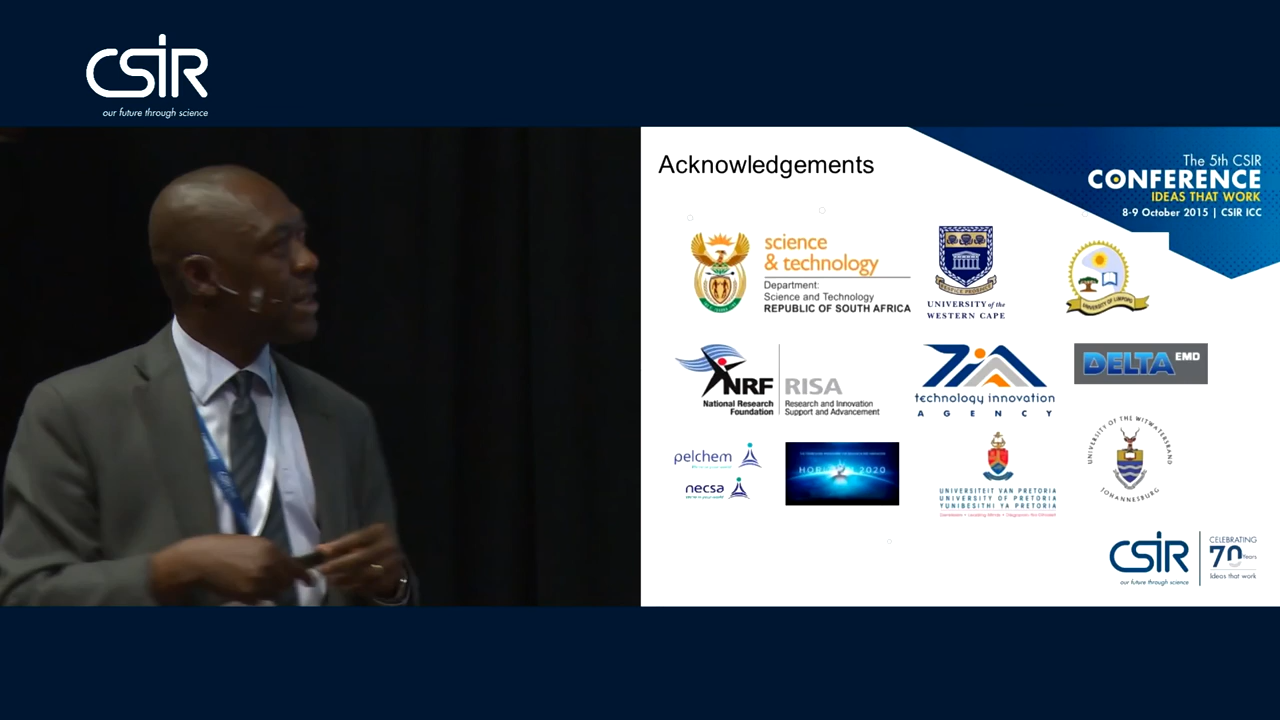 CSIR
our future through science
Acknowledgements
The 5th CSIR
CONFERENCE
IDEAS THAT WORK
8-9 October 2015 | CSIR ICC
science
& technology
Department:
Science and Technology
REPUBLIC OF SOUTH AFRICA
UNIVERSITY of the
WESTERN CAPE
UNIVERSITY OF LIMPOPO
NRF
National Research
Foundation
RISA
Research and Innovation
Support and Advancement
technology innovation
AGENCY
DELTA EMD
pelchem
necsa
HORIZON 2020
UNIVERSITEIT VAN PRETORIA
UNIVERSITY OF PRETORIA
YUNIBESITHI YA PRETORIA
UNIVERSITY OF THE WITWATERSRAND
JOHANNESBURG
CSIR
our future through science
CELEBRATING
70 Years
Ideas that work